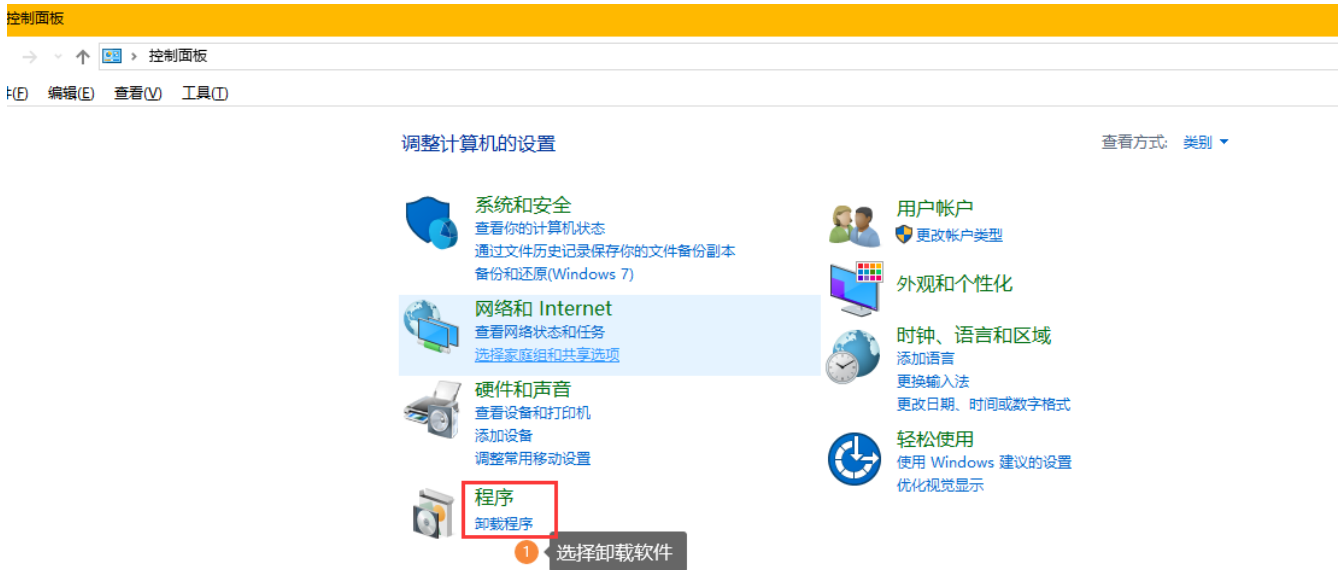 控制面板
控制面板
件(F) 编辑(E) 查看(V) 工具(T)
调整计算机的设置
查看方式: 类别
系统和安全
查看你的计算机状态
通过文件历史记录保存你的文件备份副本
备份和还原(Windows 7)
网络和 Internet
查看网络状态和任务
选择家庭组和共享选项
硬件和声音
查看设备和打印机
添加设备
调整常用移动设置
程序
卸载程序
1 选择卸载软件
用户帐户
更改帐户类型
外观和个性化
时钟、语言和区域
添加语言
更换输入法
更改日期、时间或数字格式
轻松使用
使用 Windows 建议的设置
优化视觉显示